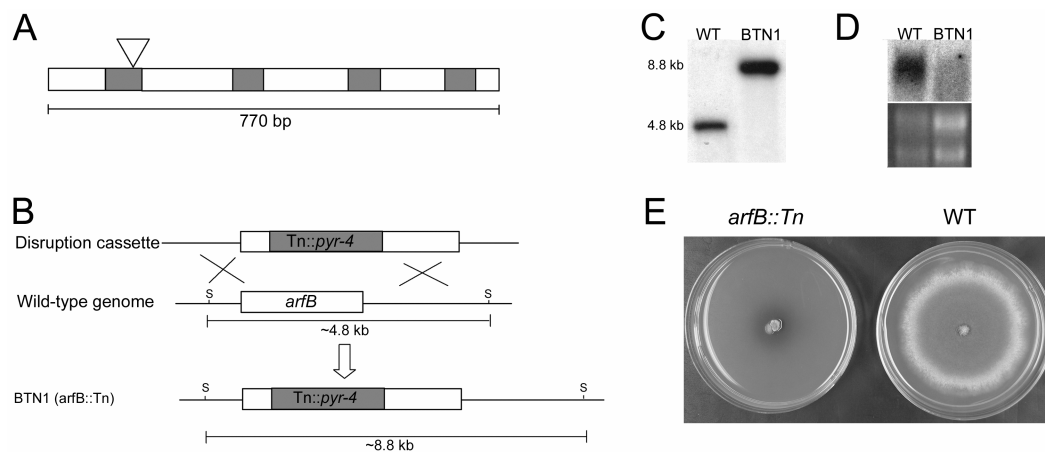 A
770 bp
B
Disruption cassette
Tn::pyr-4
Wild-type genome
S
arfB
S
~4.8 kb
BTN1 (arfB::Tn)
S
Tn::pyr-4
S
~8.8 kb
C
WT BTN1
8.8 kb
4.8 kb
D
WT BTN1
E
arfB::Tn WT